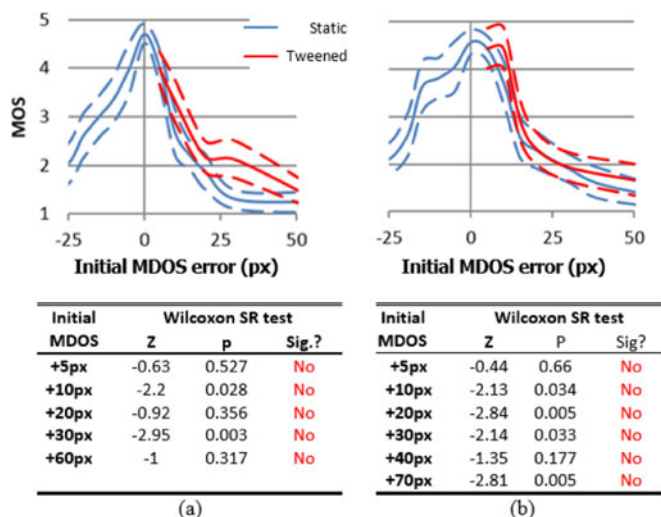 5
4
3
2
1
MOS
Static
Tweened
-25 0 25 50
Initial MDOS error (px)
-25 0 25 50
Initial MDOS error (px)
Initial MDOS Wilcoxon SR test
Z p Sig.?
+5px -0.63 0.527 No
+10px -2.2 0.028 No
+20px -0.92 0.356 No
+30px -2.95 0.003 No
+60px -1 0.317 No
(a)
Initial MDOS Wilcoxon SR test
Z P Sig?
+5px -0.44 0.66 No
+10px -2.13 0.034 No
+20px -2.84 0.005 No
+30px -2.14 0.033 No
+40px -1.35 0.177 No
+70px -2.81 0.005 No
(b)